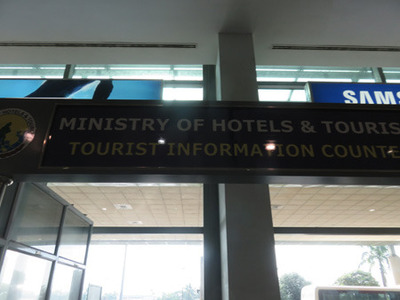 SAMS
MINISTRY OF HOTELS & TOURIS
TOURIST INFORMATION COUNTE